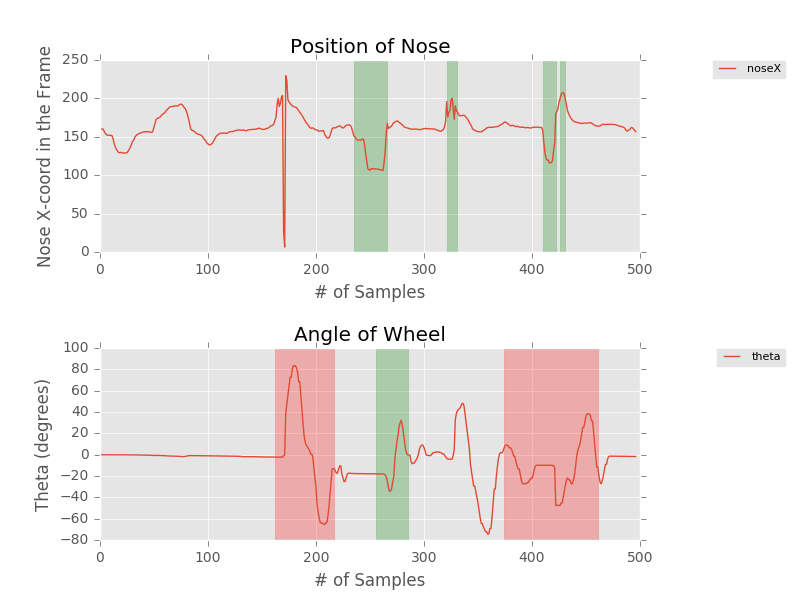 Position of Nose
noseX
250
200
150
100
50
0
Nose X-coord in the Frame
0 100 200 300 400 500
# of Samples
Angle of Wheel
theta
100
80
60
40
20
0
−20
−40
−60
−80
Theta (degrees)
0 100 200 300 400 500
# of Samples